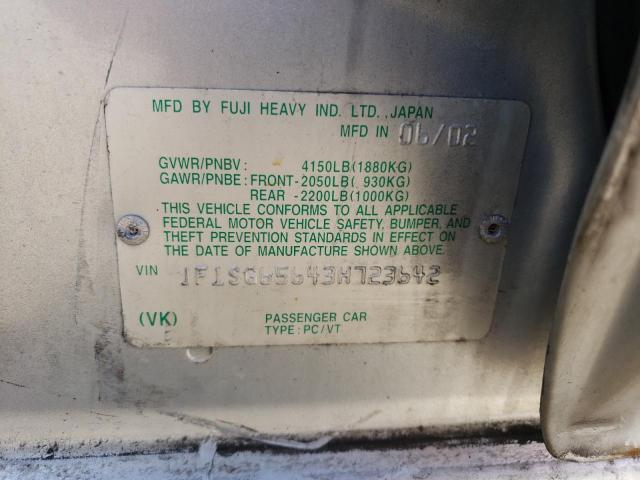 MFD BY FUJI HEAVY IND. LTD.,JAPAN
MFD IN 06/02
GVWR/PNBV: 4150LB(1880KG)
GAWR/PNBE: FRONT-2050LB( 930KG)
REAR -2200LB(1000KG)
THIS VEHICLE CONFORMS TO ALL APPLICABLE
FEDERAL MOTOR VEHICLE SAFETY, BUMPER, AND
THEFT PREVENTION STANDARDS IN EFFECT ON
THE DATE OF MANUFACTURE SHOWN ABOVE.
VIN JF1SG65643H723642
(VK) PASSENGER CAR
TYPE:PC/VT